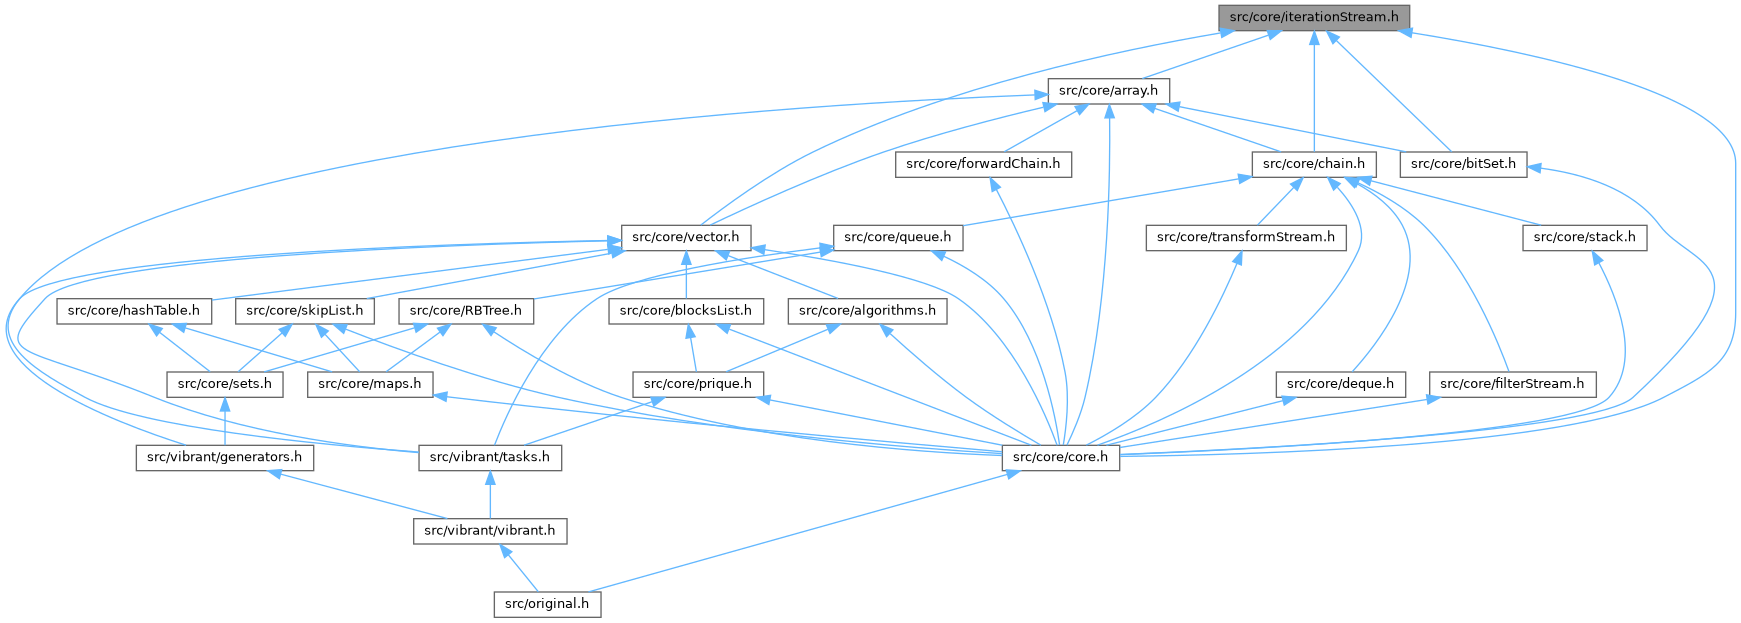 src/core/iterationStream.h
src/core/array.h
src/core/forwardChain.h
src/core/chain.h
src/core/bitSet.h
src/core/vector.h
src/core/queue.h
src/core/transformStream.h
src/core/stack.h
src/core/hashTable.h
src/core/skipList.h
src/core/RBTree.h
src/core/blocksList.h
src/core/algorithms.h
src/core/sets.h
src/core/maps.h
src/core/prique.h
src/core/deque.h
src/core/filterStream.h
src/vibrant/generators.h
src/vibrant/tasks.h
src/core/core.h
src/vibrant/vibrant.h
src/original.h